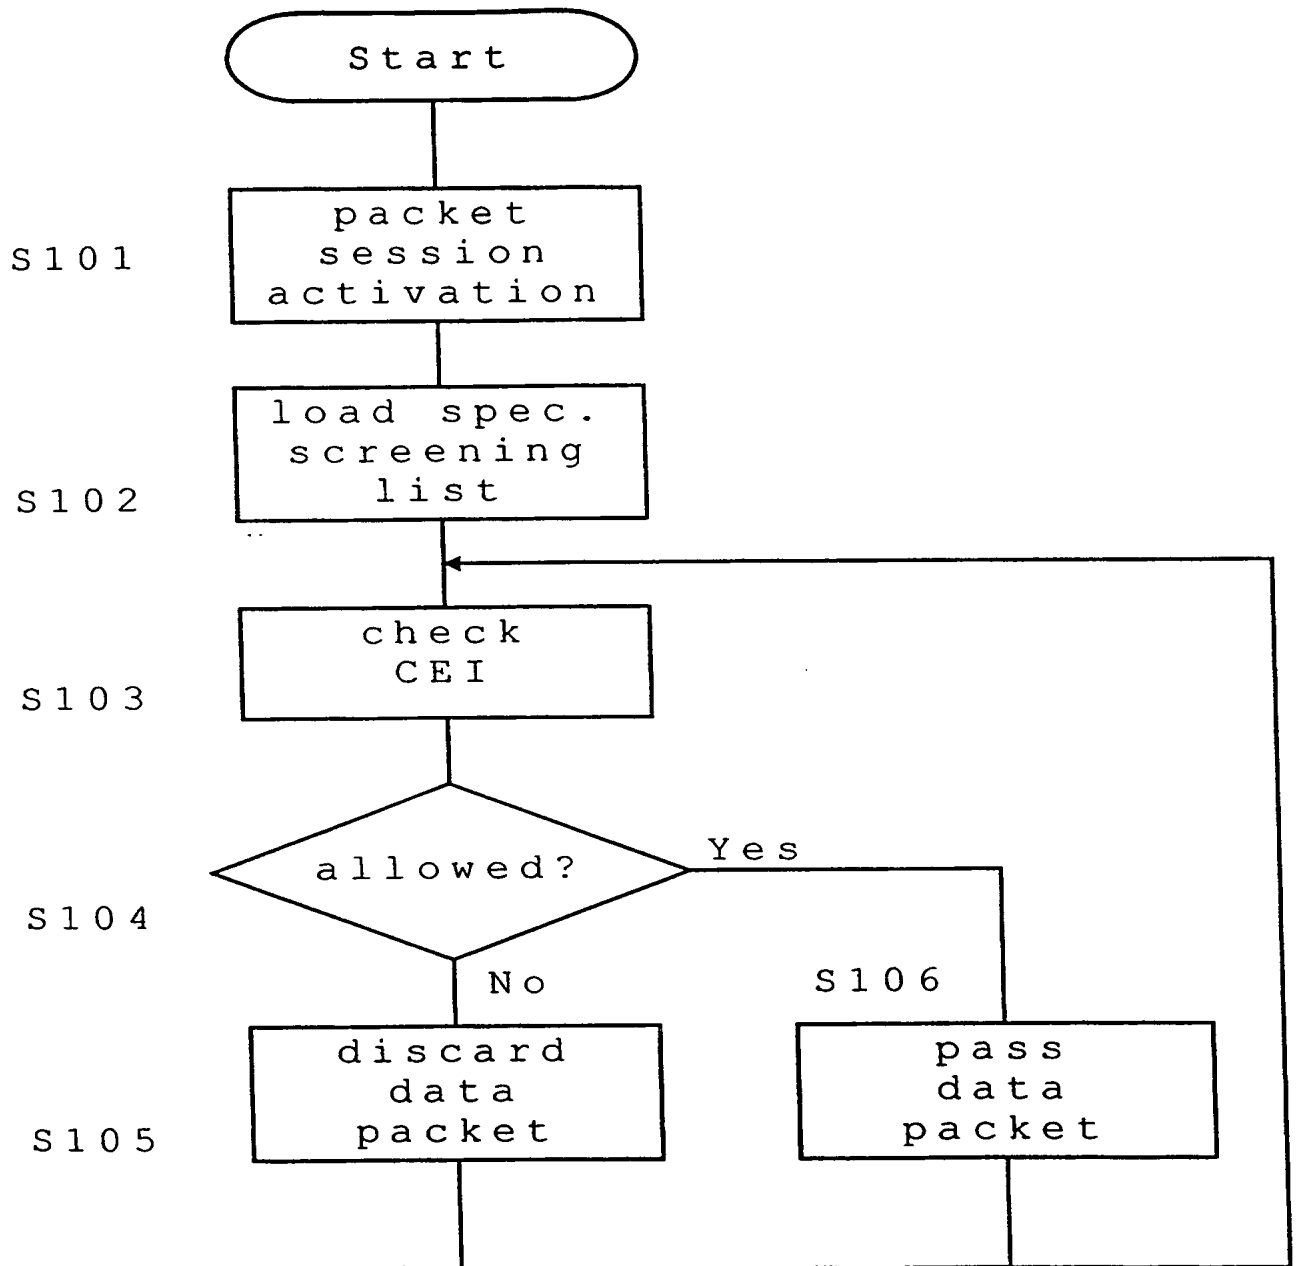 Start
S101
packet
session
activation
S102
load spec.
screening
list
S103
check
CEI
S104
allowed?
Yes
No
S105
discard
data
packet
S106
pass
data
packet